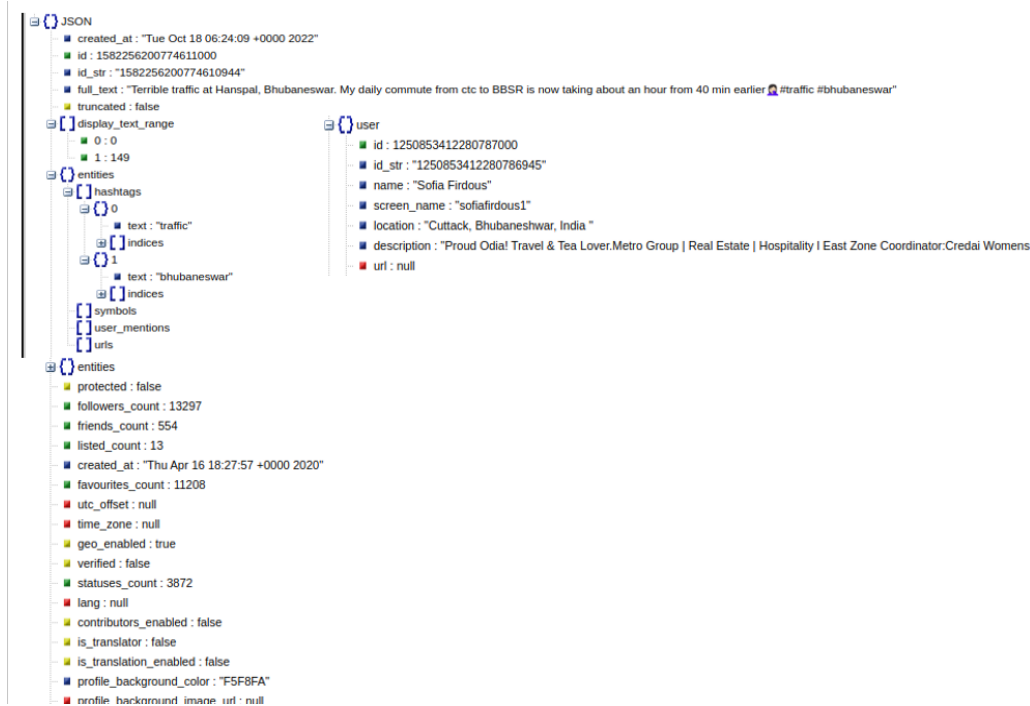 JSON
created_at : "Tue Oct 18 06:24:09 +0000 2022"
id : 1582256200774611000
id_str : "1582256200774610944"
full_text : "Terrible traffic at Hanspal, Bhubaneswar. My daily commute from ctc to BBSR is now taking about an hour from 40 min earlier🤦🏻‍♀️#traffic #bhubaneswar"
truncated : false
display_text_range
0 : 0
1 : 149
entities
hashtags
0
text : "traffic"
indices
1
text : "bhubaneswar"
indices
symbols
user_mentions
urls
user
id : 1250853412280787000
id_str : "1250853412280786945"
name : "Sofia Firdous"
screen_name : "sofiafirdous1"
location : "Cuttack, Bhubaneshwar, India "
description : "Proud Odia! Travel & Tea Lover.Metro Group | Real Estate | Hospitality I East Zone Coordinator:Credai Womens
url : null
entities
protected : false
followers_count : 13297
friends_count : 554
listed_count : 13
created_at : "Thu Apr 16 18:27:57 +0000 2020"
favourites_count : 11208
utc_offset : null
time_zone : null
geo_enabled : true
verified : false
statuses_count : 3872
lang : null
contributors_enabled : false
is_translator : false
is_translation_enabled : false
profile_background_color : "F5F8FA"
profile_background_image_url : null